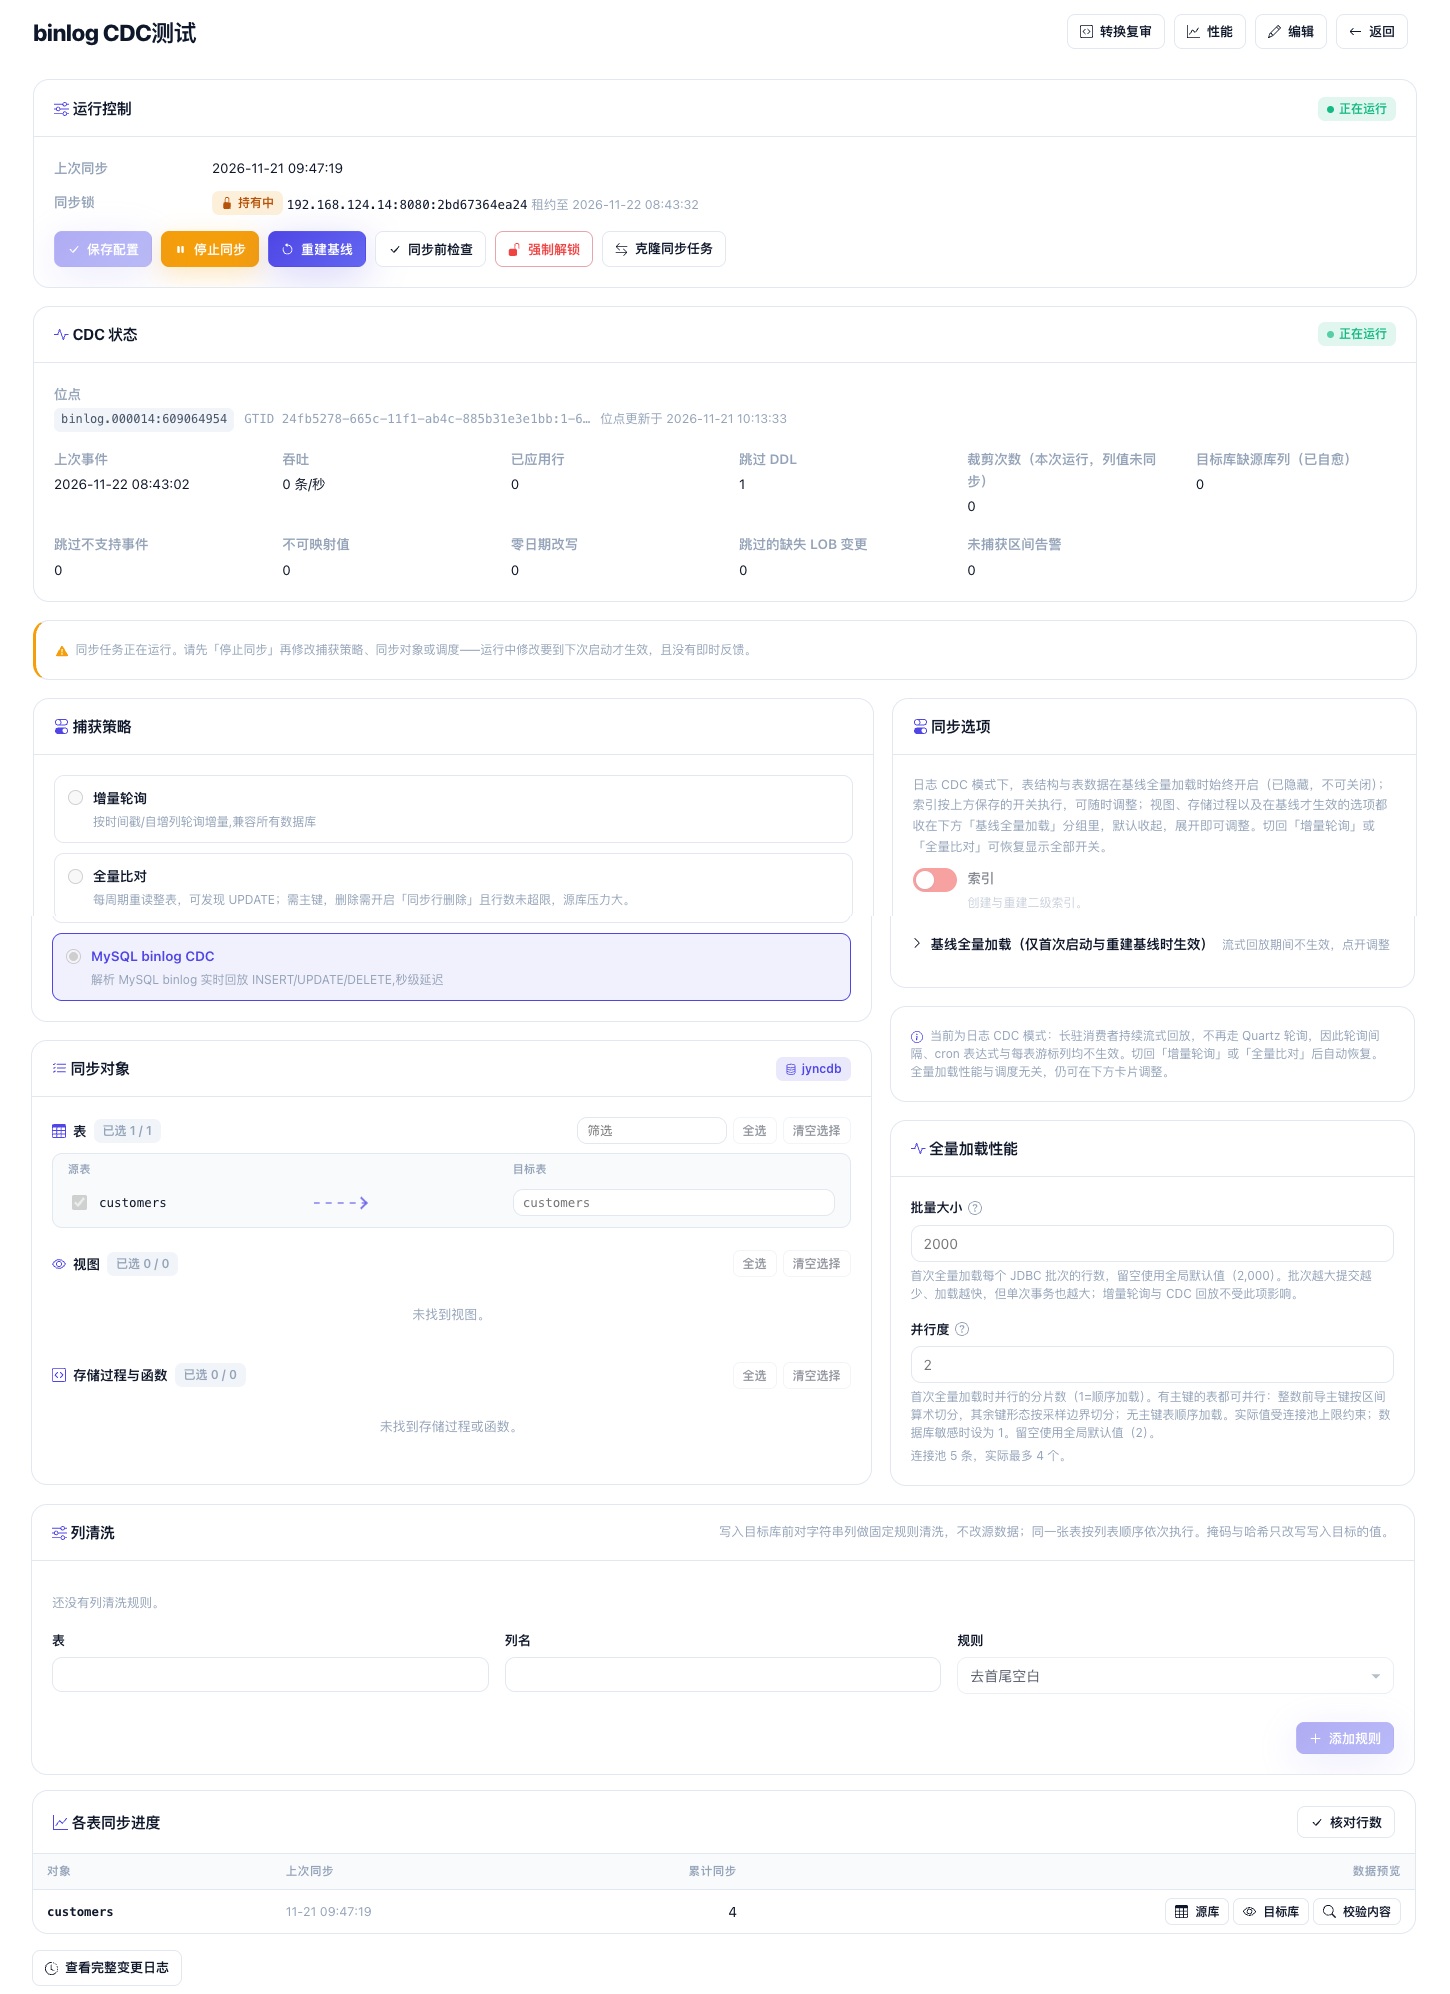 binlog CDC测试
转换复审
性能
编辑
返回
运行控制
正在运行
上次同步
2026-11-21 09:47:19
同步锁
持有中 192.168.124.14:8080:2bd67364ea24 租约至 2026-11-22 08:43:32
保存配置
停止同步
重建基线
同步前检查
强制解锁
克隆同步任务
CDC 状态
正在运行
位点
binlog.000014:609064954 GTID 24fb5278-665c-11f1-ab4c-885b31e3e1bb:1-6… 位点更新于 2026-11-21 10:13:33
上次事件
2026-11-22 08:43:02
吞吐
0 条/秒
已应用行
0
跳过 DDL
1
裁剪次数（本次运行，列值未同
步）
0
目标库缺源库列（已自愈）
0
跳过不支持事件
0
不可映射值
0
零日期改写
0
跳过的缺失 LOB 变更
0
未捕获区间告警
0
同步任务正在运行。请先「停止同步」再修改捕获策略、同步对象或调度——运行中修改要到下次启动才生效，且没有即时反馈。
捕获策略
增量轮询
按时间戳/自增列轮询增量,兼容所有数据库
全量比对
每周期重读整表，可发现 UPDATE；需主键，删除需开启「同步行删除」且行数未超限，源库压力大。
MySQL binlog CDC
解析 MySQL binlog 实时回放 INSERT/UPDATE/DELETE,秒级延迟
同步选项
日志 CDC 模式下，表结构与表数据在基线全量加载时始终开启（已隐藏，不可关闭）；
索引按上方保存的开关执行，可随时调整；视图、存储过程以及在基线才生效的选项都
收在下方「基线全量加载」分组里，默认收起，展开即可调整。切回「增量轮询」或
「全量比对」可恢复显示全部开关。
索引
创建与重建二级索引。
基线全量加载（仅首次启动与重建基线时生效） 流式回放期间不生效，点开调整
当前为日志 CDC 模式：长驻消费者持续流式回放，不再走 Quartz 轮询，因此轮询间
隔、cron 表达式与每表游标列均不生效。切回「增量轮询」或「全量比对」后自动恢复。
全量加载性能与调度无关，仍可在下方卡片调整。
同步对象
jyncdb
表 已选 1 / 1
筛选
全选
清空选择
源表
目标表
customers
customers
视图 已选 0 / 0
全选
清空选择
未找到视图。
存储过程与函数 已选 0 / 0
全选
清空选择
未找到存储过程或函数。
全量加载性能
批量大小 ?
2000
首次全量加载每个 JDBC 批次的行数，留空使用全局默认值（2,000）。批次越大提交越
少、加载越快，但单次事务也越大；增量轮询与 CDC 回放不受此项影响。
并行度 ?
2
首次全量加载时并行的分片数（1=顺序加载）。有主键的表都可并行：整数前导主键按区间
算术切分，其余键形态按采样边界切分；无主键表顺序加载。实际值受连接池上限约束；数
据库敏感时设为 1。留空使用全局默认值（2）。
连接池 5 条，实际最多 4 个。
列清洗
写入目标库前对字符串列做固定规则清洗，不改源数据；同一张表按列表顺序依次执行。掩码与哈希只改写写入目标的值。
还没有列清洗规则。
表
列名
规则
去首尾空白
添加规则
各表同步进度
核对行数
对象
上次同步
累计同步
数据预览
customers
11-21 09:47:19
4
源库
目标库
校验内容
查看完整变更日志